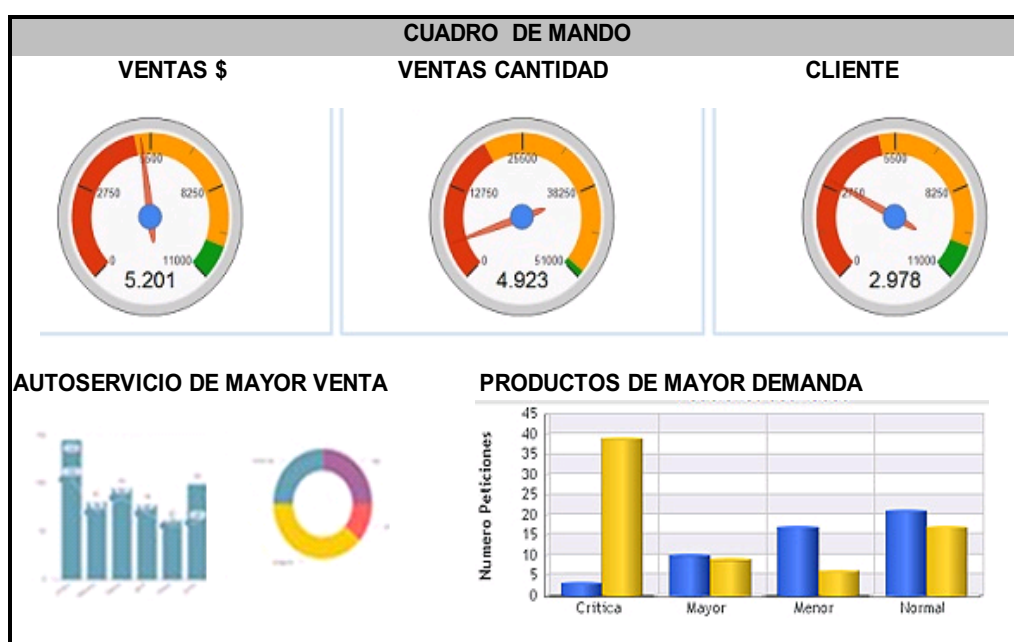 CUADRO DE MANDO
VENTAS $
VENTAS CANTIDAD
CLIENTE
5500
2750
8250
0
11000
5.201
25500
12750
38250
0
51000
4.923
5500
2750
8250
0
11000
2.978
AUTOSERVICIO DE MAYOR VENTA
PRODUCTOS DE MAYOR DEMANDA
Numero Peticiones
45
40
35
30
25
20
15
10
5
0
Crítica
Mayor
Menor
Normal